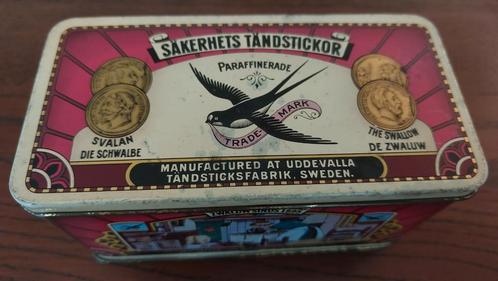 SÄKERHETS TÄNDSTICKOR
PARAFFINERADE
TRADE-MARK
SVALAN
DIE SCHWALBE
THE SWALLOW
DE ZWALUW
MANUFACTURED AT UDDEVALLA
TÄNDSTICKSFABRIK, SWEDEN.